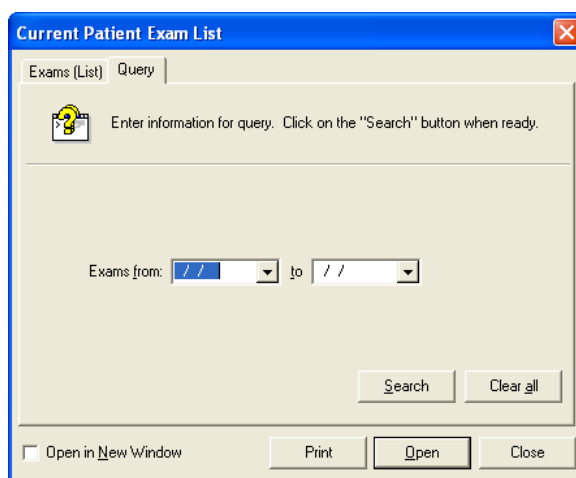 Current Patient Exam List
Exams (List) Query
Enter information for query. Click on the "Search" button when ready.
Exams from: / / to / /
Search Clear all
Open in New Window Print Open Close